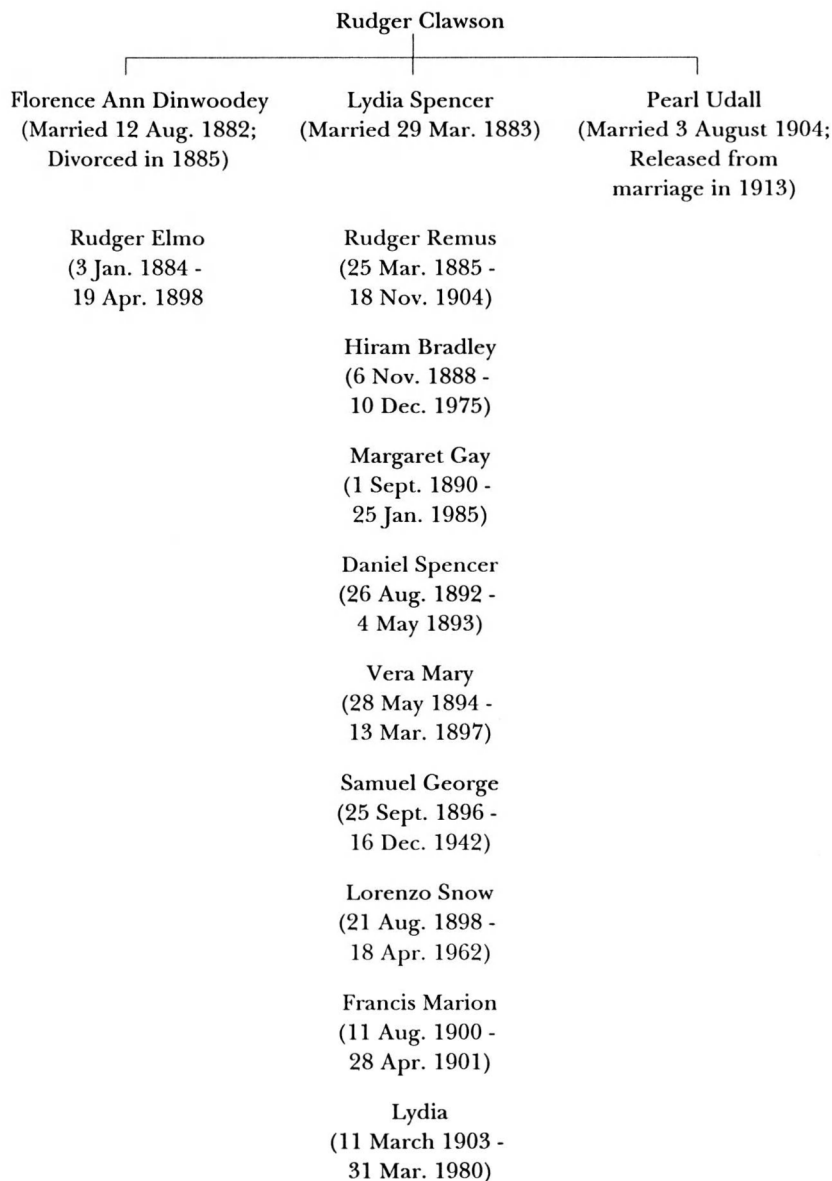 Rudger Clawson
Florence Ann Dinwoodey
(Married 12 Aug. 1882;
Divorced in 1885)
Lydia Spencer
(Married 29 Mar. 1883)
Pearl Udall
(Married 3 August 1904;
Released from
marriage in 1913)
Rudger Elmo
(3 Jan. 1884 -
19 Apr. 1898
Rudger Remus
(25 Mar. 1885 -
18 Nov. 1904)
Hiram Bradley
(6 Nov. 1888 -
10 Dec. 1975)
Margaret Gay
(1 Sept. 1890 -
25 Jan. 1985)
Daniel Spencer
(26 Aug. 1892 -
4 May 1893)
Vera Mary
(28 May 1894 -
13 Mar. 1897)
Samuel George
(25 Sept. 1896 -
16 Dec. 1942)
Lorenzo Snow
(21 Aug. 1898 -
18 Apr. 1962)
Francis Marion
(11 Aug. 1900 -
28 Apr. 1901)
Lydia
(11 March 1903 -
31 Mar. 1980)